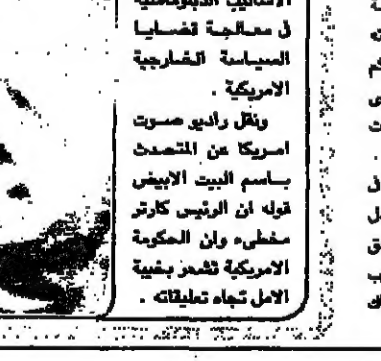 الاساليب الدبلوماسية
في معالجة قضايا
السياسة الخارجية
الامريكية .
ونقل راديو صوت
امريكا عن المتحدث
باسم البيت الابيض
قوله ان الرئيس كارتر
مخطىء وان الحكومة
الامريكية تشعر بخيبة
الامل تجاه تعليقاته .